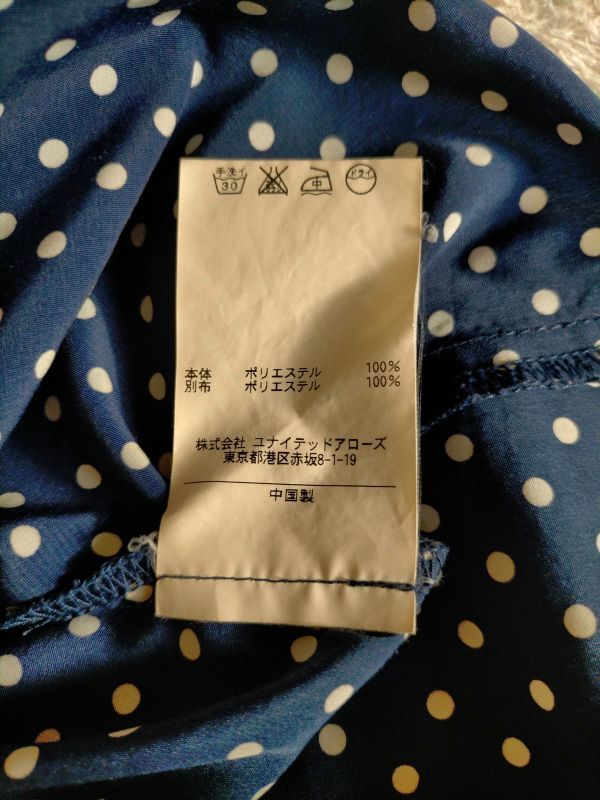 手洗イ
30
中
ドライ
本体 ポリエステル 100%
別布 ポリエステル 100%
株式会社 ユナイテッドアローズ
東京都港区赤坂8-1-19
中国製